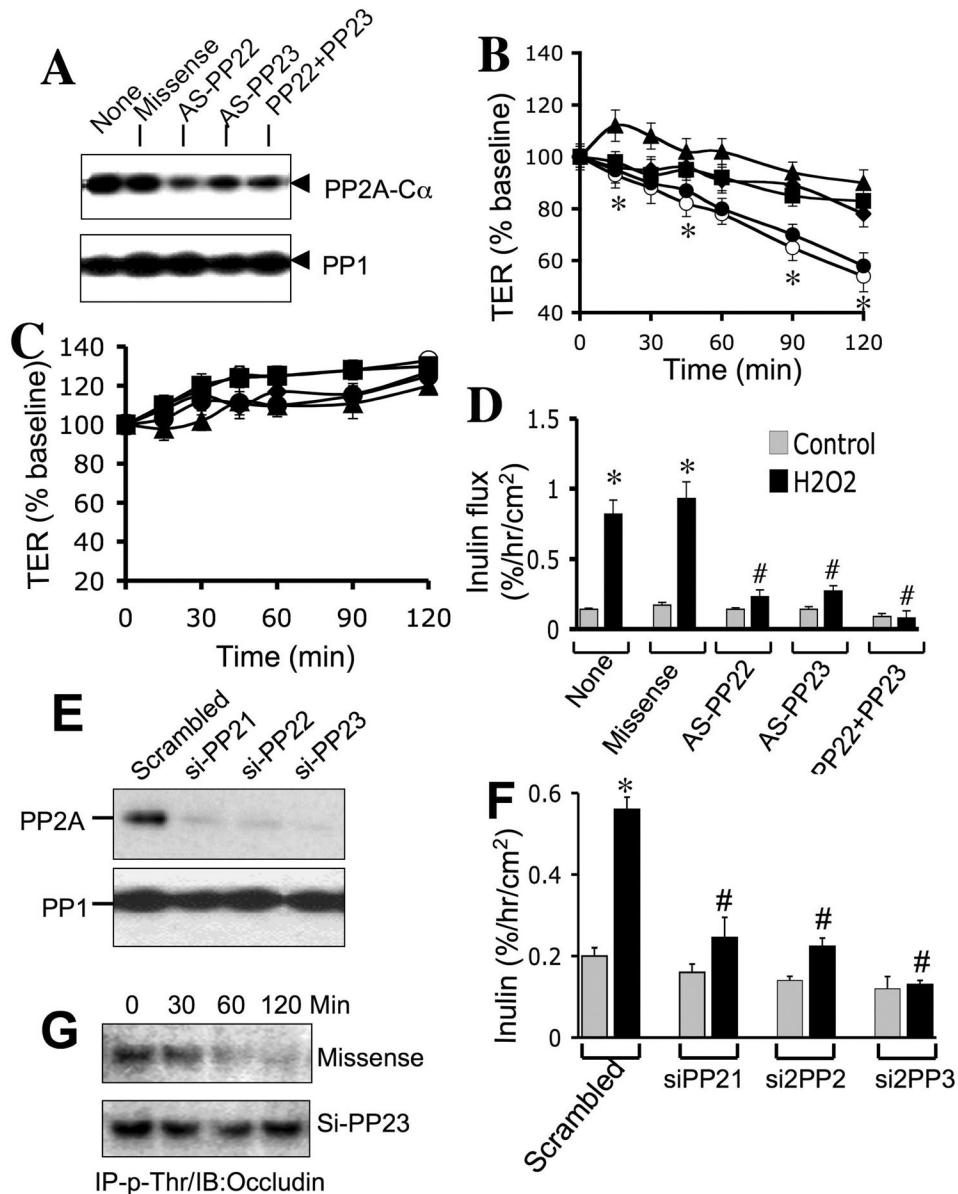 A
None
Missense
AS-PP22
AS-PP23
PP22+PP23
PP2A-Cα
PP1
B
TER (% baseline)
140
120
100
80
60
40
0 30 60 90 120
Time (min)
*
*
*
*
C
TER (% baseline)
140
120
100
80
60
40
20
0 30 60 90 120
Time (min)
D
Inulin flux
(%/hr/cm²)
1.5
1
0.5
0
Control
H2O2
*
*
#
#
#
None
Missense
AS-PP22
AS-PP23
PP22+PP23
E
Scrambled
si-PP21
si-PP22
si-PP23
PP2A
PP1
F
Inulin (%/hr/cm²)
0.6
0.4
0.2
0
*
#
#
#
Scrambled
siPP21
si2PP2
si2PP3
G
0 30 60 120 Min
Missense
Si-PP23
IP-p-Thr/IB:Occludin